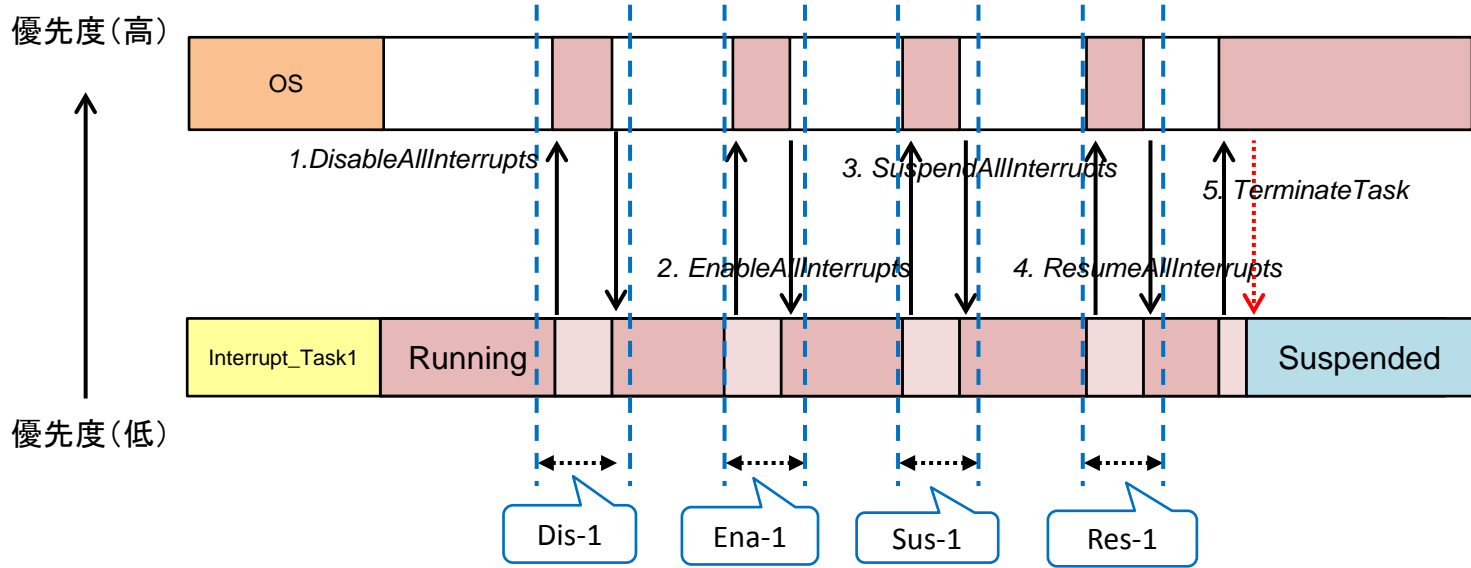 優先度（高）
OS
1.DisableAllInterrupts
3. SuspendAllInterrupts
5. TerminateTask
2. EnableAllInterrupts
4. ResumeAllInterrupts
Interrupt_Task1
Running
Suspended
優先度（低）
Dis-1
Ena-1
Sus-1
Res-1